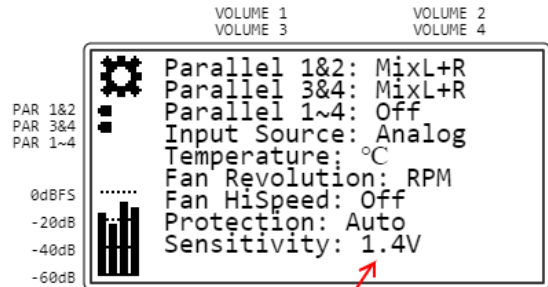 VOLUME 1 VOLUME 2
VOLUME 3 VOLUME 4
Parallel 1&2: MixL+R
Parallel 3&4: MixL+R
PAR 1&2 Parallel 1~4: Off
PAR 3&4 Input Source: Analog
PAR 1~4 Temperature: °C
Fan Revolution: RPM
0dBFS Fan HiSpeed: Off
-20dB Protection: Auto
-40dB Sensitivity: 1.4V
-60dB